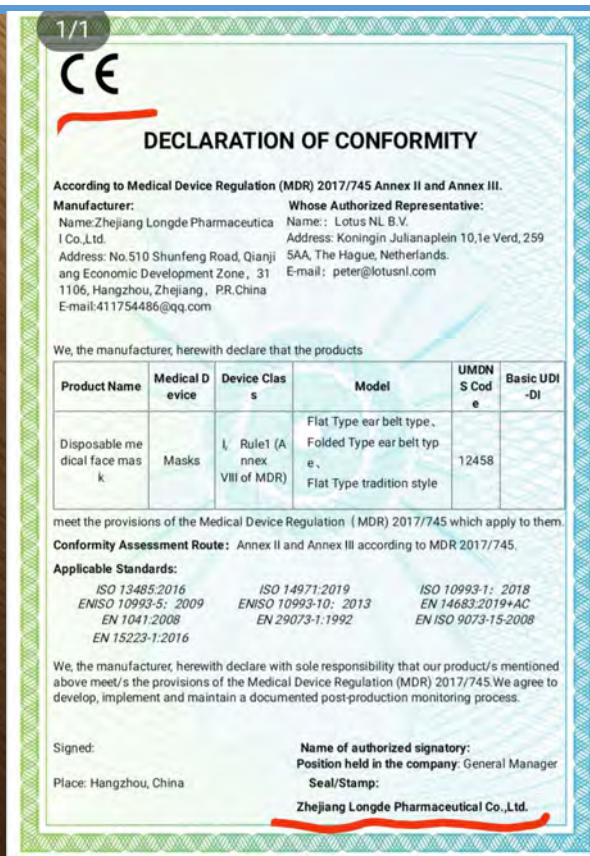 1/1
CE
DECLARATION OF CONFORMITY
According to Medical Device Regulation (MDR) 2017/745 Annex II and Annex III.
Manufacturer:
Name:Zhejiang Longde Pharmaceutica
l Co.,Ltd.
Address: No.510 Shunfeng Road, Qianji
ang Economic Development Zone，31
1106, Hangzhou, Zhejiang，P.R.China
E-mail:411754486@qq.com
Whose Authorized Representative:
Name:：Lotus NL B.V.
Address: Koningin Julianaplein 10,1e Verd, 259
5AA, The Hague, Netherlands.
E-mail：peter@lotusnl.com
We, the manufacturer, herewith declare that the products
Product Name
Medical D
evice
Device Clas
s
Model
UMDN
S Cod
e
Basic UDI
-DI
Disposable me
dical face mas
k
Masks
I，Rule1 (A
nnex
VIII of MDR)
Flat Type ear belt type、
Folded Type ear belt typ
e、
Flat Type tradition style
12458
meet the provisions of the Medical Device Regulation（MDR) 2017/745 which apply to them.
Conformity Assessment Route：Annex II and Annex III according to MDR 2017/745.
Applicable Standards:
ISO 13485:2016 ISO 14971:2019 ISO 10993-1：2018
ENISO 10993-5：2009 ENISO 10993-10：2013 EN 14683:2019+AC
EN 1041:2008 EN 29073-1:1992 EN ISO 9073-15-2008
EN 15223-1:2016
We, the manufacturer, herewith declare with sole responsibility that our product/s mentioned
above meet/s the provisions of the Medical Device Regulation (MDR) 2017/745.We agree to
develop, implement and maintain a documented post-production monitoring process.
Signed:
Place: Hangzhou, China
Name of authorized signatory:
Position held in the company: General Manager
Seal/Stamp:
Zhejiang Longde Pharmaceutical Co.,Ltd.